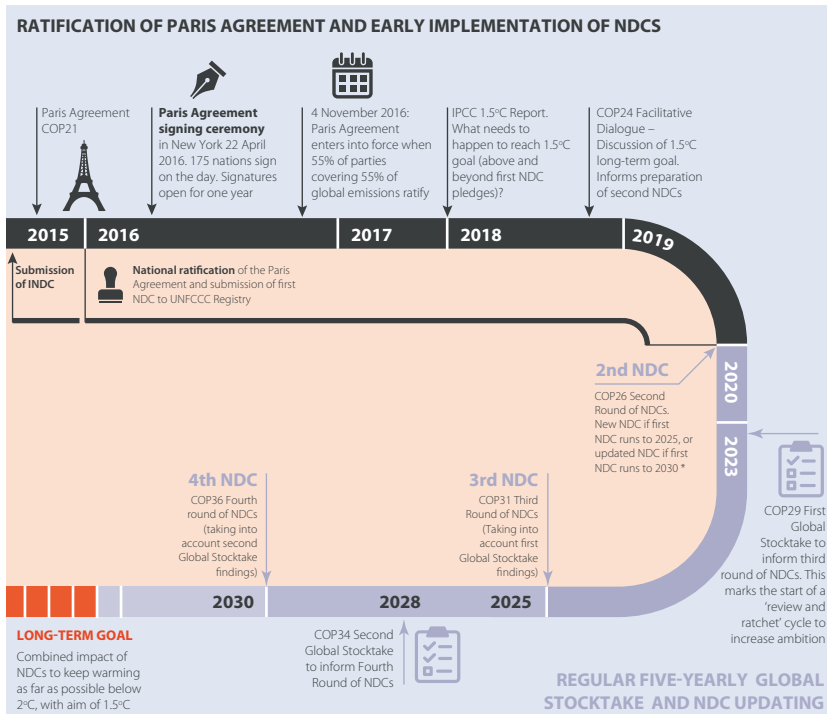 RATIFICATION OF PARIS AGREEMENT AND EARLY IMPLEMENTATION OF NDCS
Paris Agreement
COP21
Paris Agreement
signing ceremony
in New York 22 April
2016. 175 nations sign
on the day. Signatures
open for one year
4 November 2016:
Paris Agreement
enters into force when
55% of parties
covering 55% of
global emissions ratify
IPCC 1.5ºC Report.
What needs to
happen to reach 1.5ºC
goal (above and
beyond first NDC
pledges)?
COP24 Facilitative
Dialogue –
Discussion of 1.5ºC
long-term goal.
Informs preparation
of second NDCs
2015
2016
2017
2018
2019
Submission
of INDC
National ratification of the Paris
Agreement and submission of first
NDC to UNFCCC Registry
2nd NDC
COP26 Second
Round of NDCs.
New NDC if first
NDC runs to 2025, or
updated NDC if first
NDC runs to 2030 *
2020
2023
COP29 First
Global
Stocktake to
inform third
round of NDCs. This
marks the start of a
'review and
ratchet' cycle to
increase ambition
4th NDC
COP36 Fourth
round of NDCs
(taking into
account second
Global Stocktake
findings)
3rd NDC
COP31 Third
Round of NDCs
(Taking into
account first
Global Stocktake
findings)
2030
2028
2025
LONG-TERM GOAL
Combined impact of
NDCs to keep warming
as far as possible below
2ºC, with aim of 1.5ºC
COP34 Second
Global Stocktake
to inform Fourth
Round of NDCs
REGULAR FIVE-YEARLY GLOBAL
STOCKTAKE AND NDC UPDATING